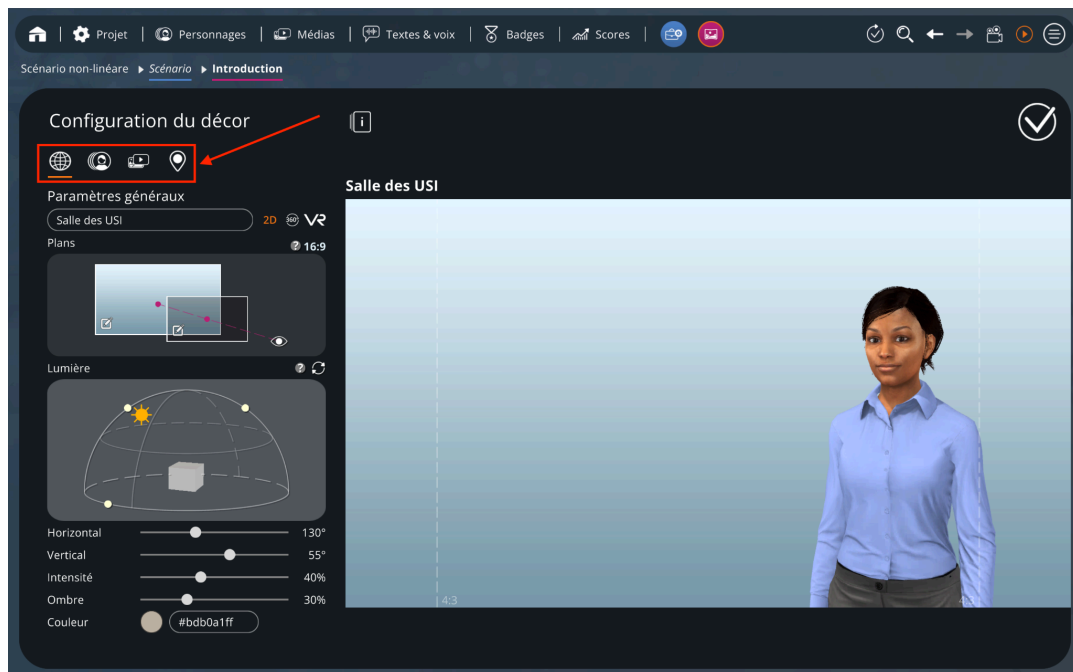 Projet Personnages Médias Textes & voix Badges Scores
Scénario non-linéare Scénario Introduction
Configuration du décor
Salle des USI
Paramètres généraux
Salle des USI 2D 360° VR
Plans 16:9
Lumière
Horizontal 130°
Vertical 55°
Intensité 40%
Ombre 30%
Couleur #bdb0a1ff
4:3 4:3